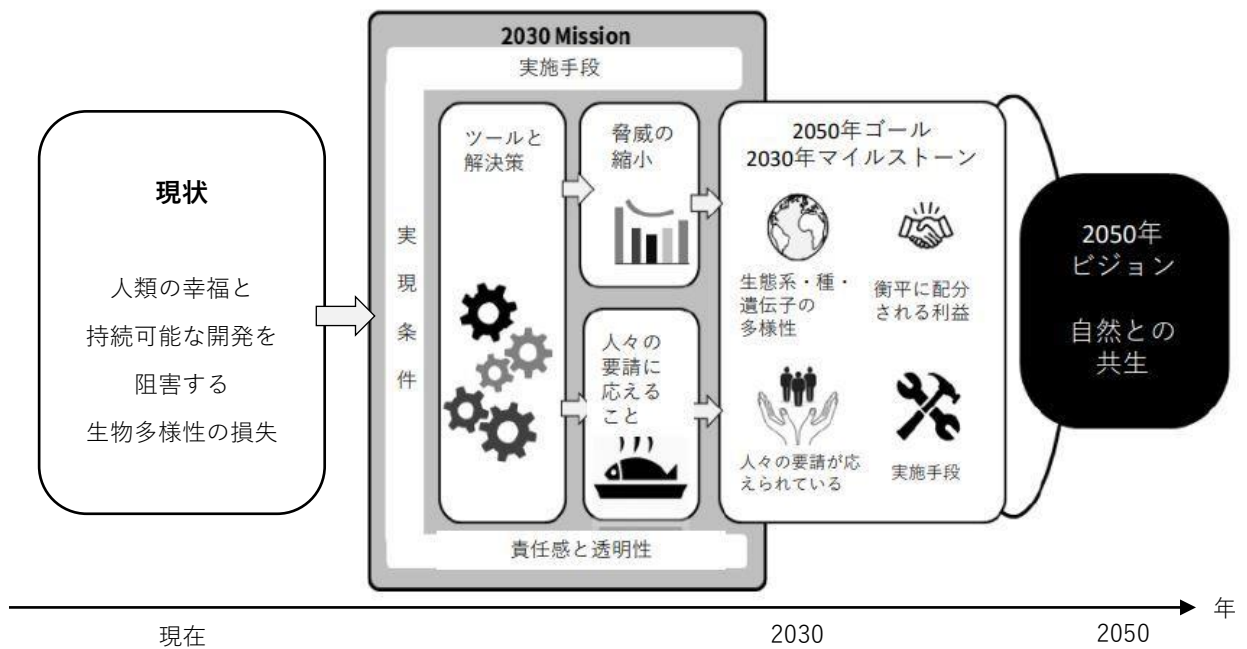 2030 Mission
実施手段
現状
人類の幸福と
持続可能な開発を
阻害する
生物多様性の損失
実現条件
ツールと
解決策
脅威の
縮小
人々の
要請に
応える
こと
責任感と透明性
2050年ゴール
2030年マイルストーン
生態系・種・
遺伝子の
多様性
衡平に配分
される利益
人々の要請が応
えられている
実施手段
2050年
ビジョン
自然との
共生
年
現在
2030
2050